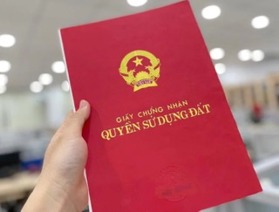 GIẤY CHỨNG NHẬN
QUYỀN SỬ DỤNG ĐẤT